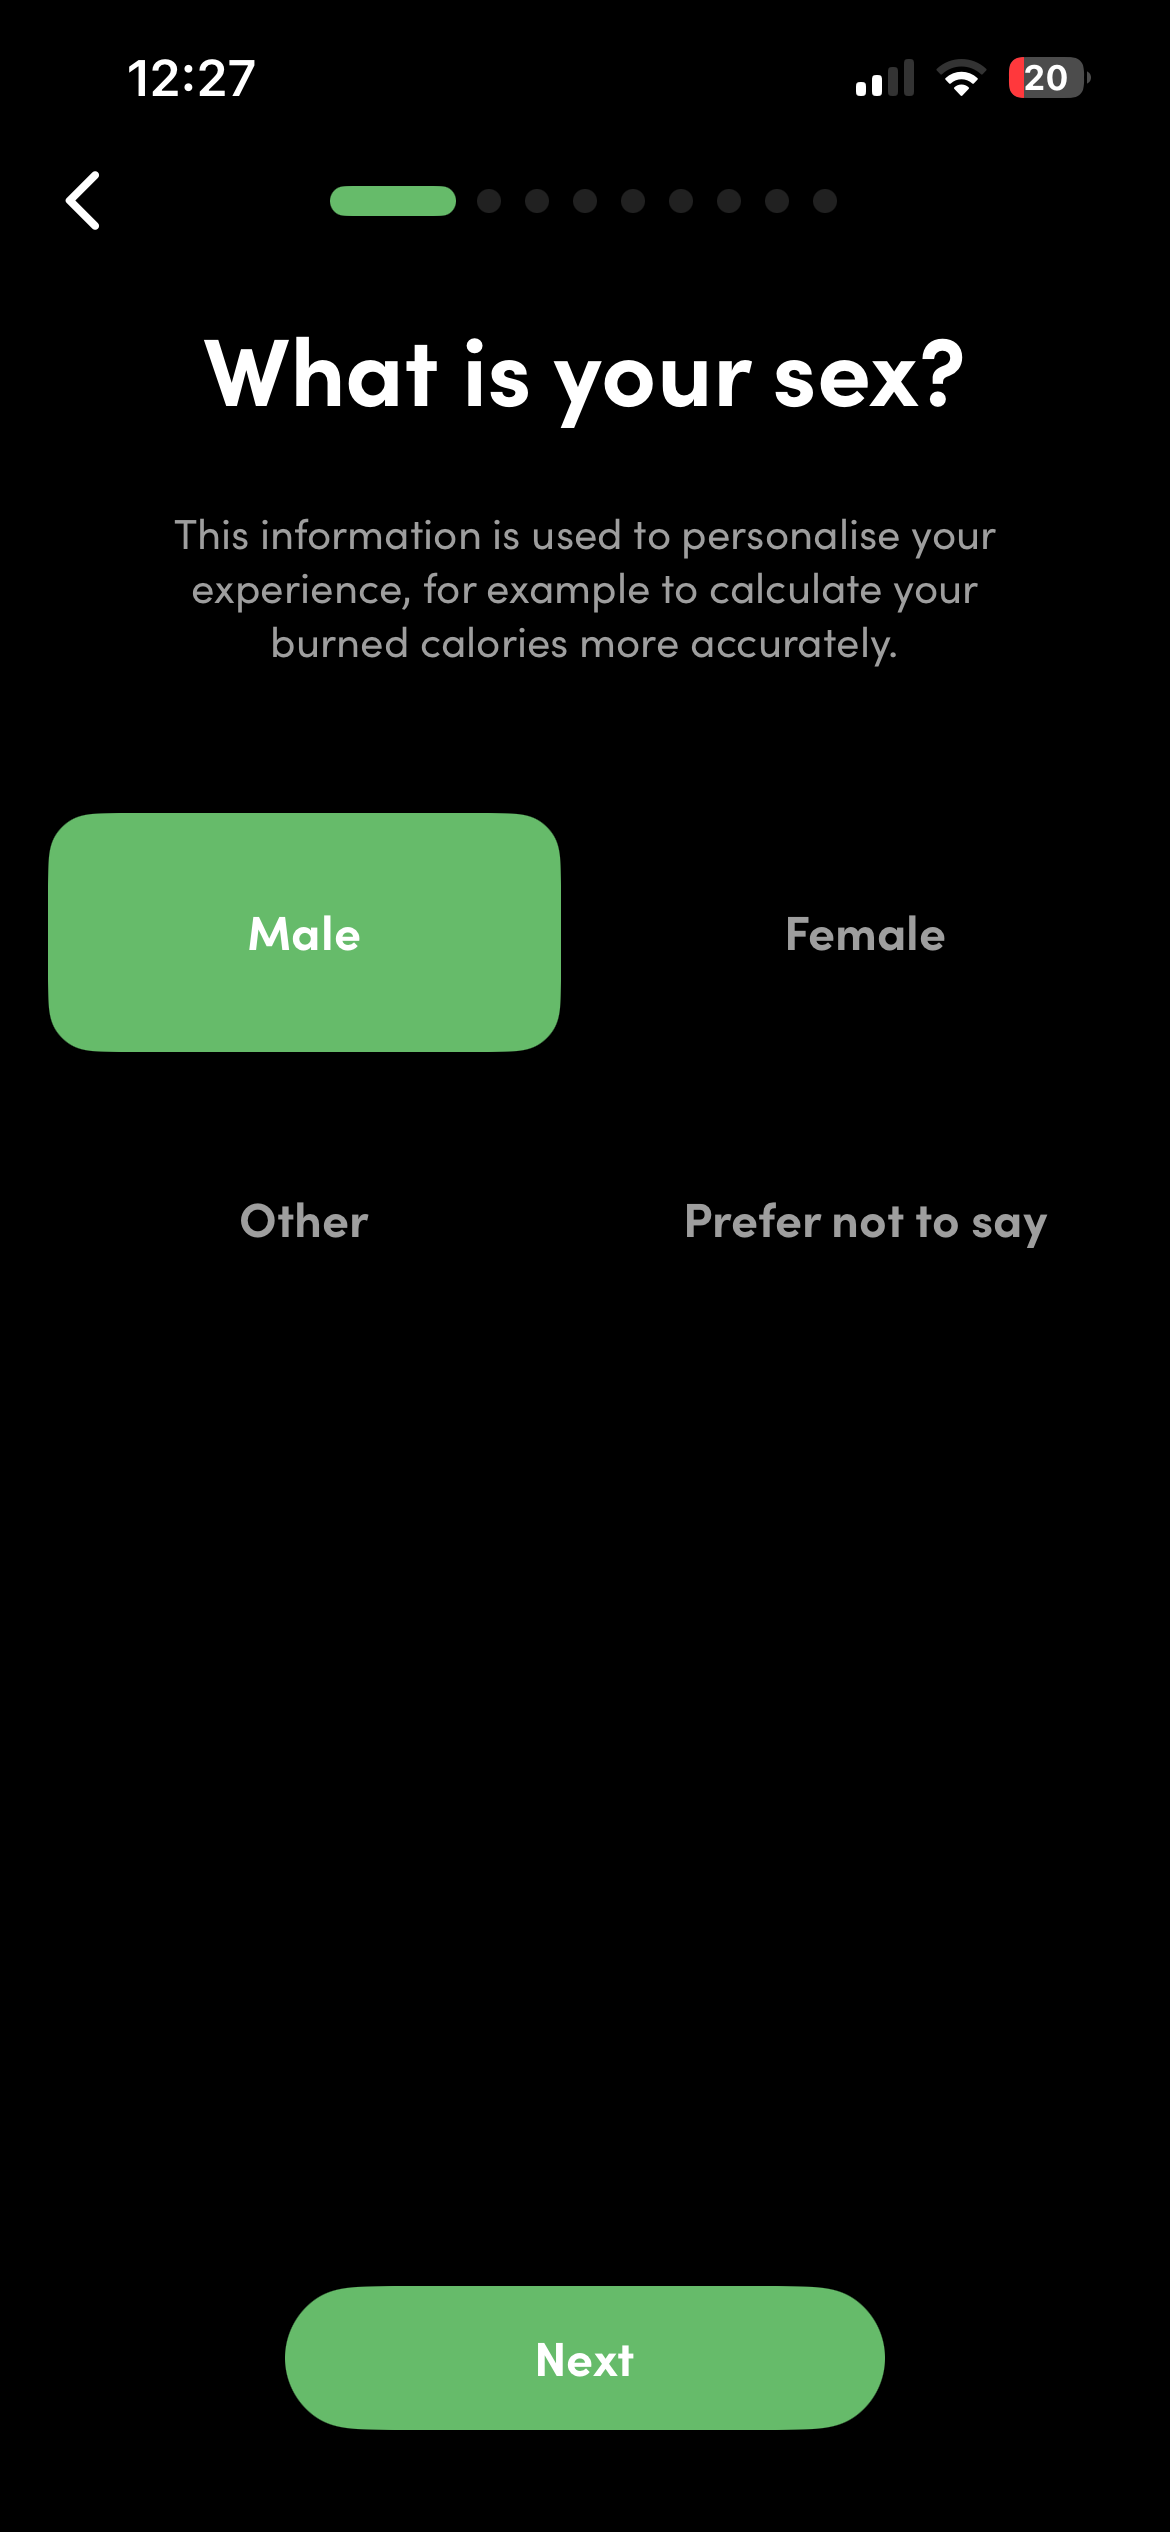 12:27
20
What is your sex?
This information is used to personalise your
experience, for example to calculate your
burned calories more accurately.
Male
Female
Other
Prefer not to say
Next